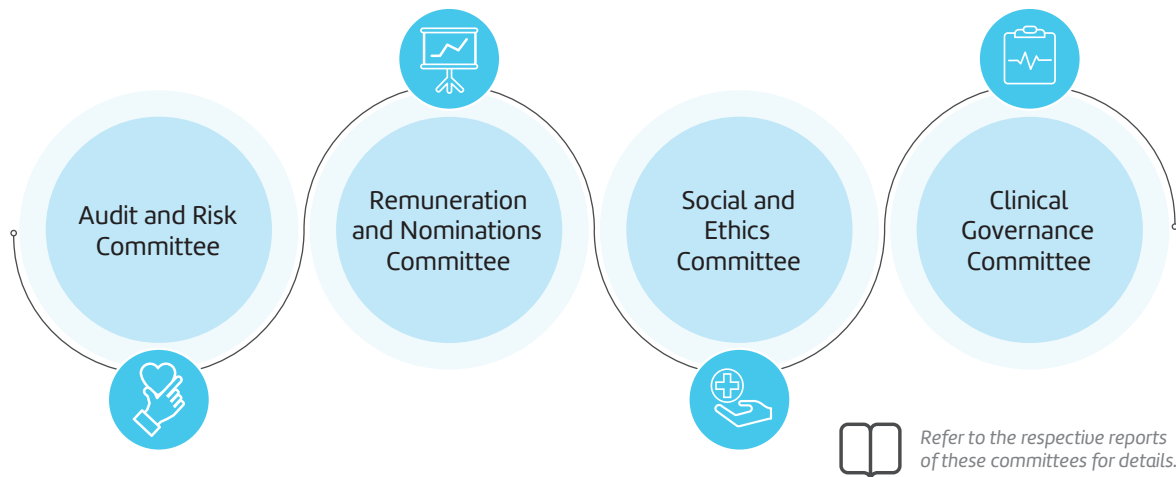 Audit and Risk
Committee
Remuneration
and Nominations
Committee
Social and
Ethics
Committee
Clinical
Governance
Committee
Refer to the respective reports
of these committees for details.